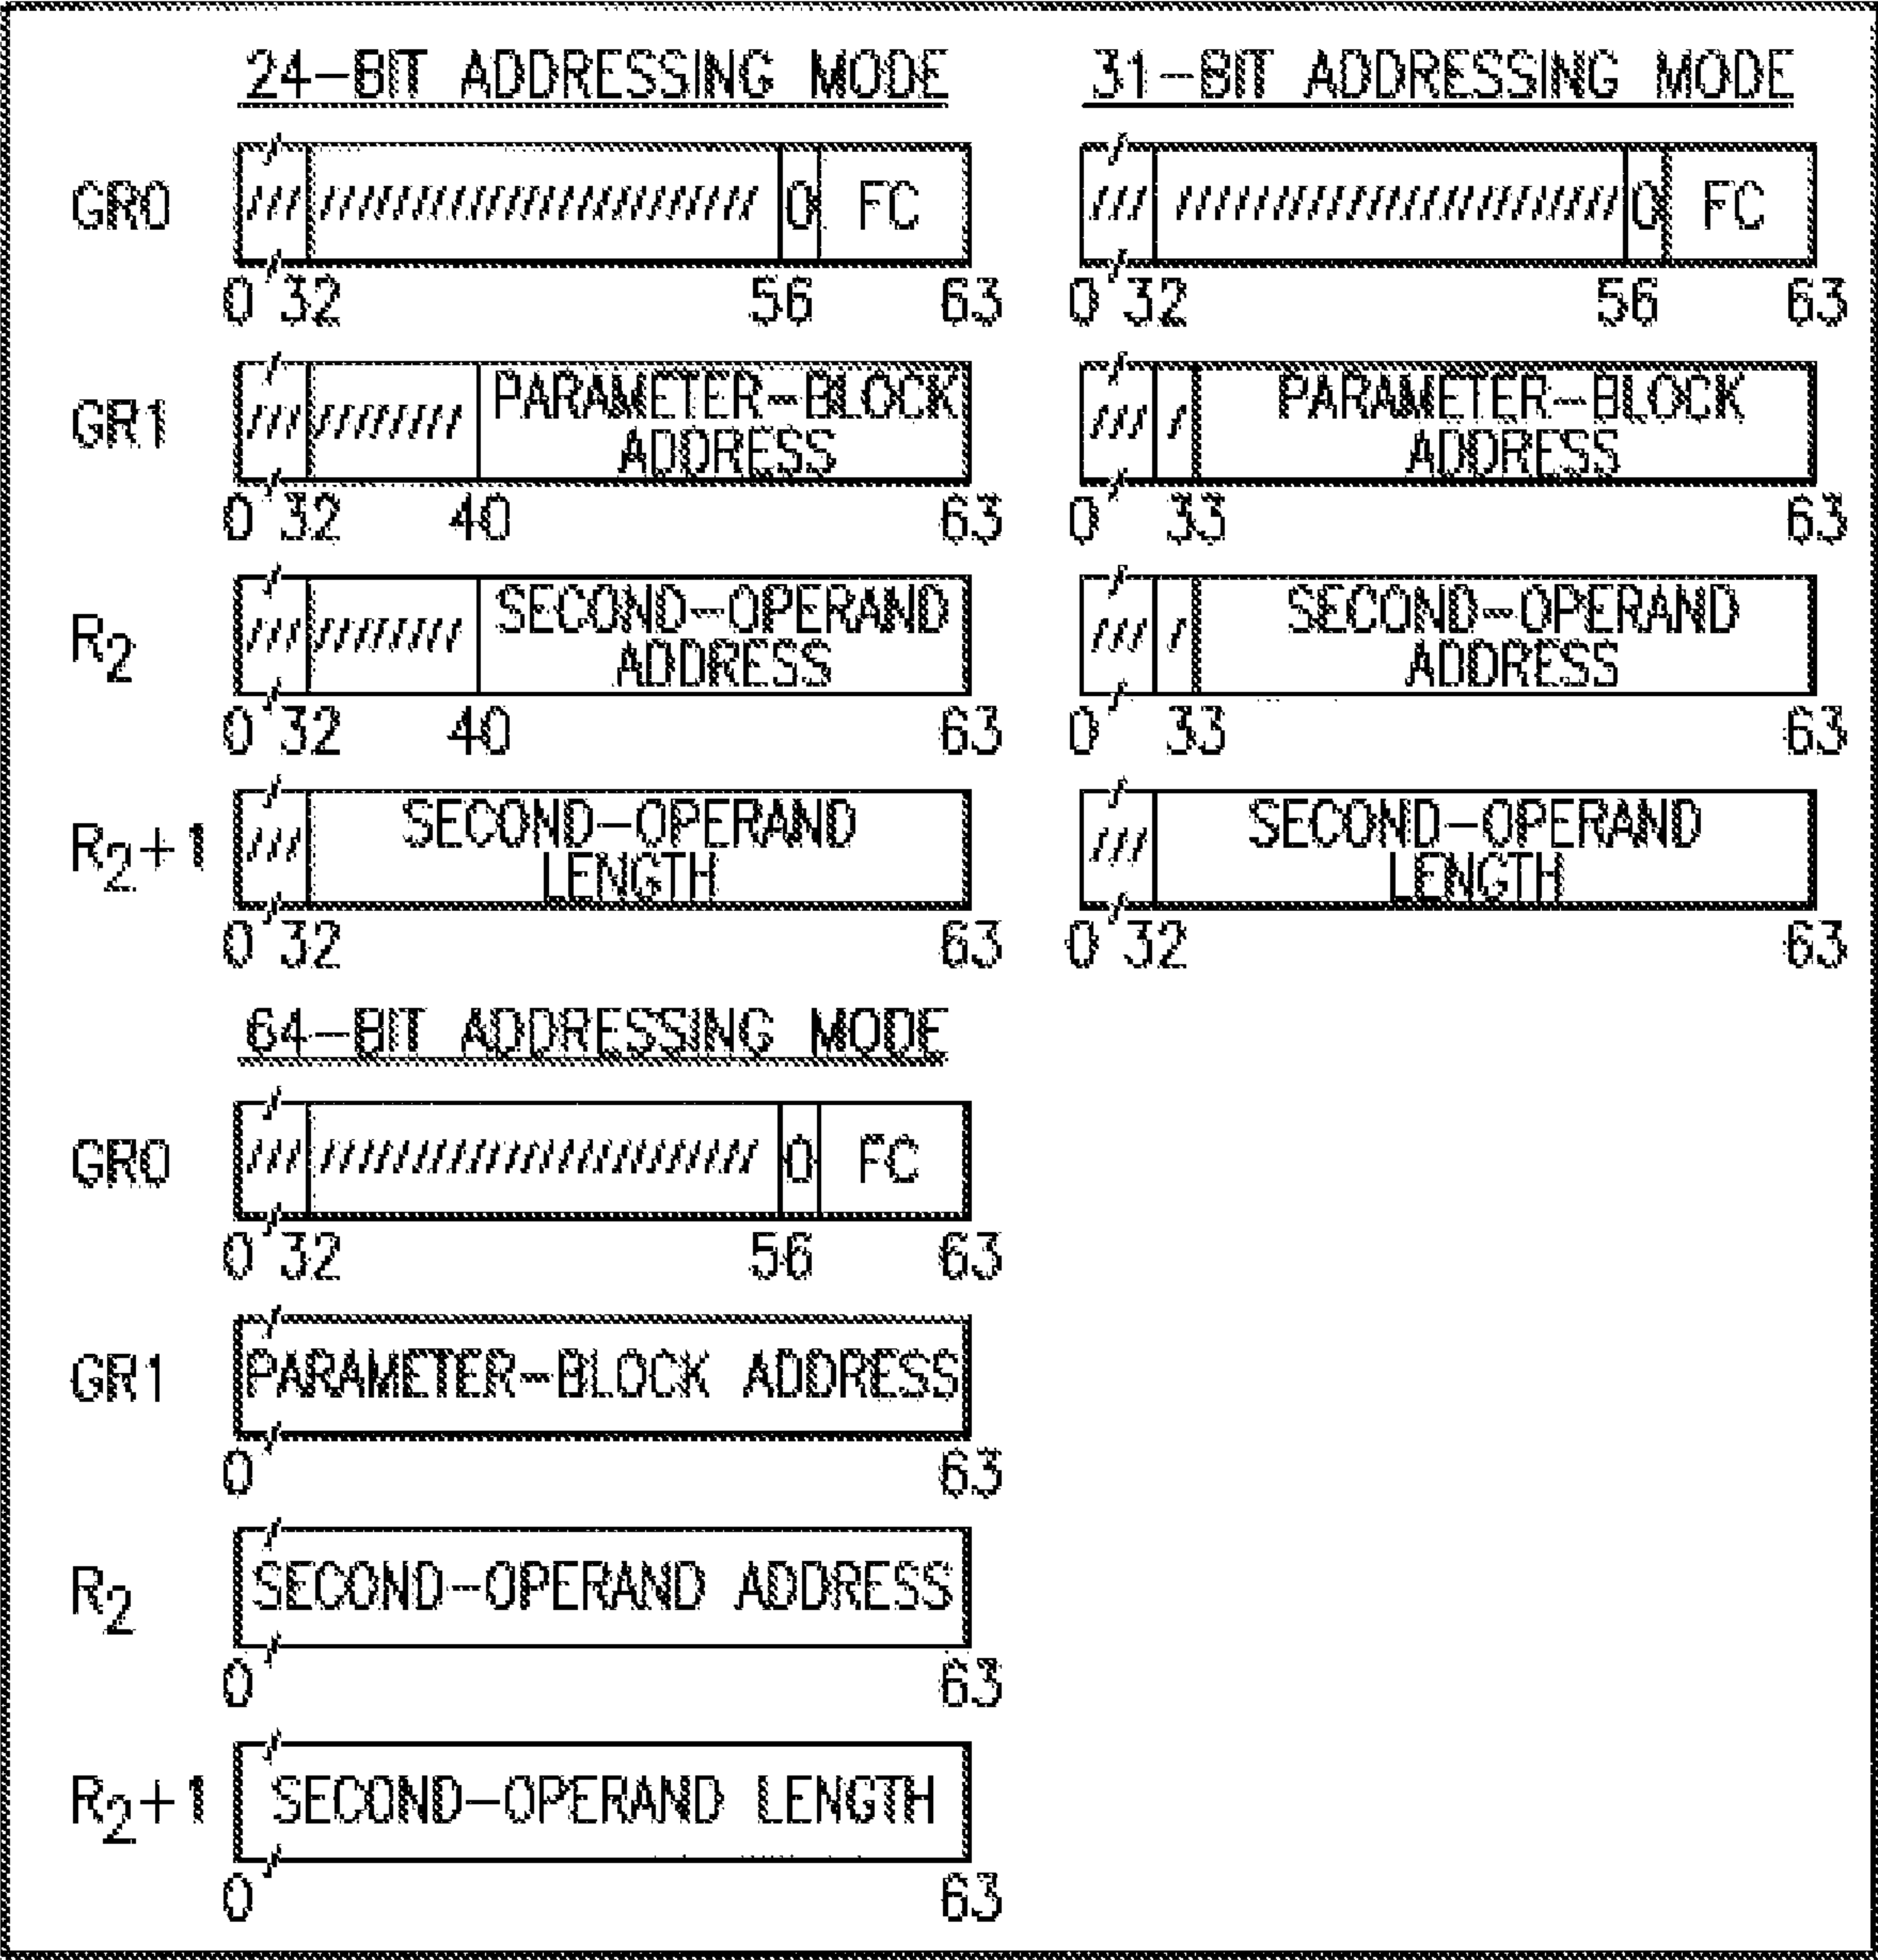 24-BIT ADDRESSING MODE 31-BIT ADDRESSING MODE
GR0 /// //////////////////////// 0 FC /// //////////////////////// 0 FC
0 32 56 63 0 32 56 63
GR1 /// //////// PARAMETER-BLOCK ADDRESS /// / PARAMETER-BLOCK ADDRESS
0 32 40 63 0 33 63
R2 /// //////// SECOND-OPERAND ADDRESS /// / SECOND-OPERAND ADDRESS
0 32 40 63 0 33 63
R2+1 /// SECOND-OPERAND LENGTH /// SECOND-OPERAND LENGTH
0 32 63 0 32 63
64-BIT ADDRESSING MODE
GR0 /// //////////////////////// 0 FC
0 32 56 63
GR1 PARAMETER-BLOCK ADDRESS
0 63
R2 SECOND-OPERAND ADDRESS
0 63
R2+1 SECOND-OPERAND LENGTH
0 63